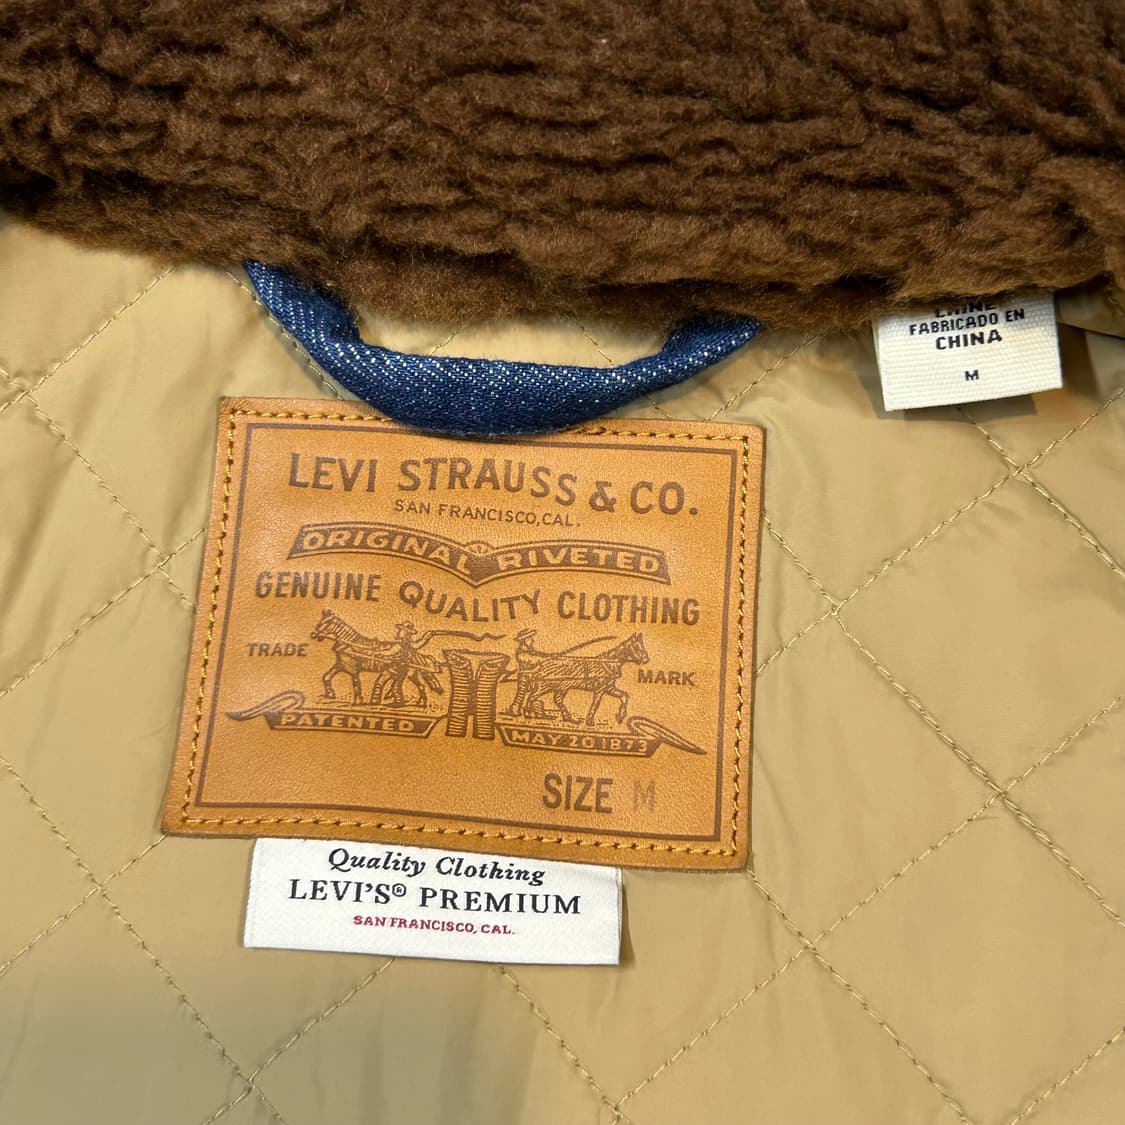 FABRICADO EN
CHINA
M
LEVI STRAUSS & CO.
SAN FRANCISCO, CAL.
ORIGINAL RIVETED
GENUINE QUALITY CLOTHING
TRADE MARK
PATENTED MAY 20 1873
SIZE M
Quality Clothing
LEVI'S® PREMIUM
SAN FRANCISCO, CAL.